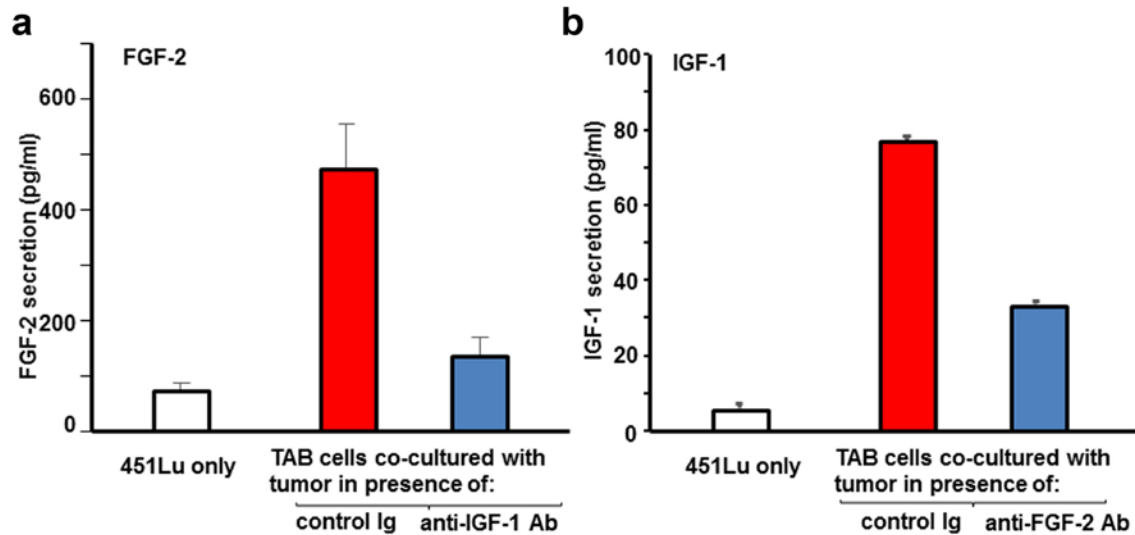 a
FGF-2
FGF-2 secretion (pg/ml)
600
400
200
0
451Lu only
TAB cells co-cultured with
tumor in presence of:
control Ig
anti-IGF-1 Ab
b
IGF-1
IGF-1 secretion (pg/ml)
100
80
60
40
20
0
451Lu only
TAB cells co-cultured with
tumor in presence of:
control Ig
anti-FGF-2 Ab